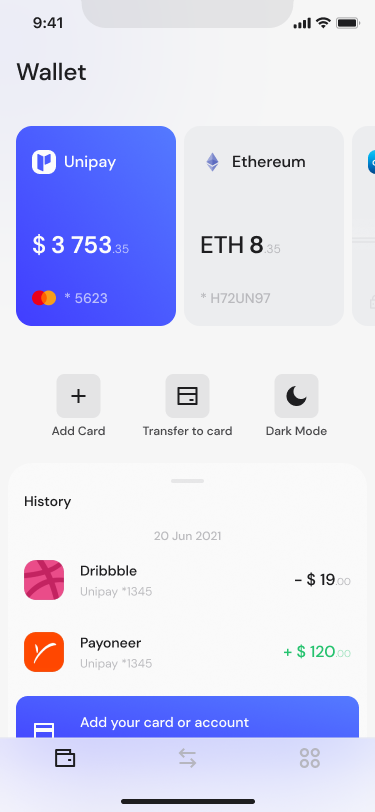 9:41
Wallet
Unipay
$ 3 753.35
* 5623
Ethereum
ETH 8.35
* H72UN97
Add Card
Transfer to card
Dark Mode
History
20 Jun 2021
Dribbble
Unipay *1345
- $ 19.00
Payoneer
Unipay *1345
+ $ 120.00
Add your card or account